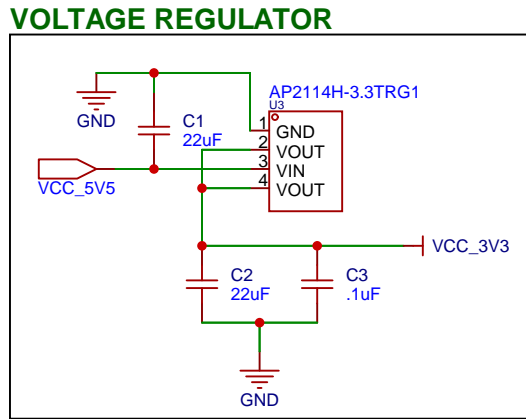 VOLTAGE REGULATOR
AP2114H-3.3TRG1
U3
GND
C1
22uF
1
GND
2
VOUT
3
VIN
4
VOUT
VCC_5V5
VCC_3V3
C2
22uF
C3
.1uF
GND